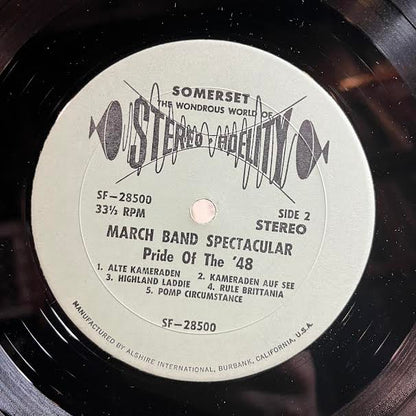 SOMERSET
THE WONDROUS WORLD OF
STEREO-FIDELITY
SF-28500
33⅓ RPM
SIDE 2
STEREO
MARCH BAND SPECTACULAR
Pride Of The '48
1. ALTE KAMERADEN 2. KAMERADEN AUF SEE
3. HIGHLAND LADDIE 4. RULE BRITTANIA
5. POMP CIRCUMSTANCE
SF-28500
MANUFACTURED BY ALSHIRE INTERNATIONAL, BURBANK, CALIFORNIA, U.S.A.